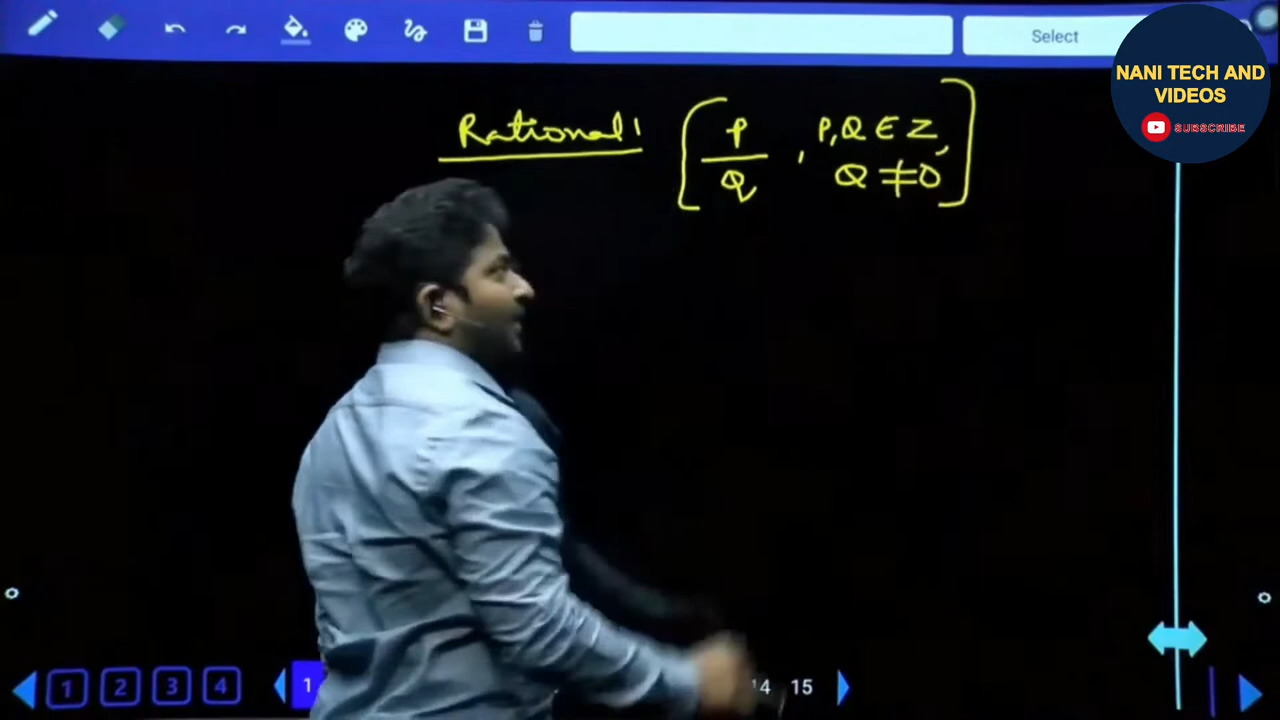 Select
NANI TECH AND
VIDEOS
SUBSCRIBE
Rational
P
Q
, P, Q ∈ Z,
Q ≠ 0
1 2 3 4 1 14 15